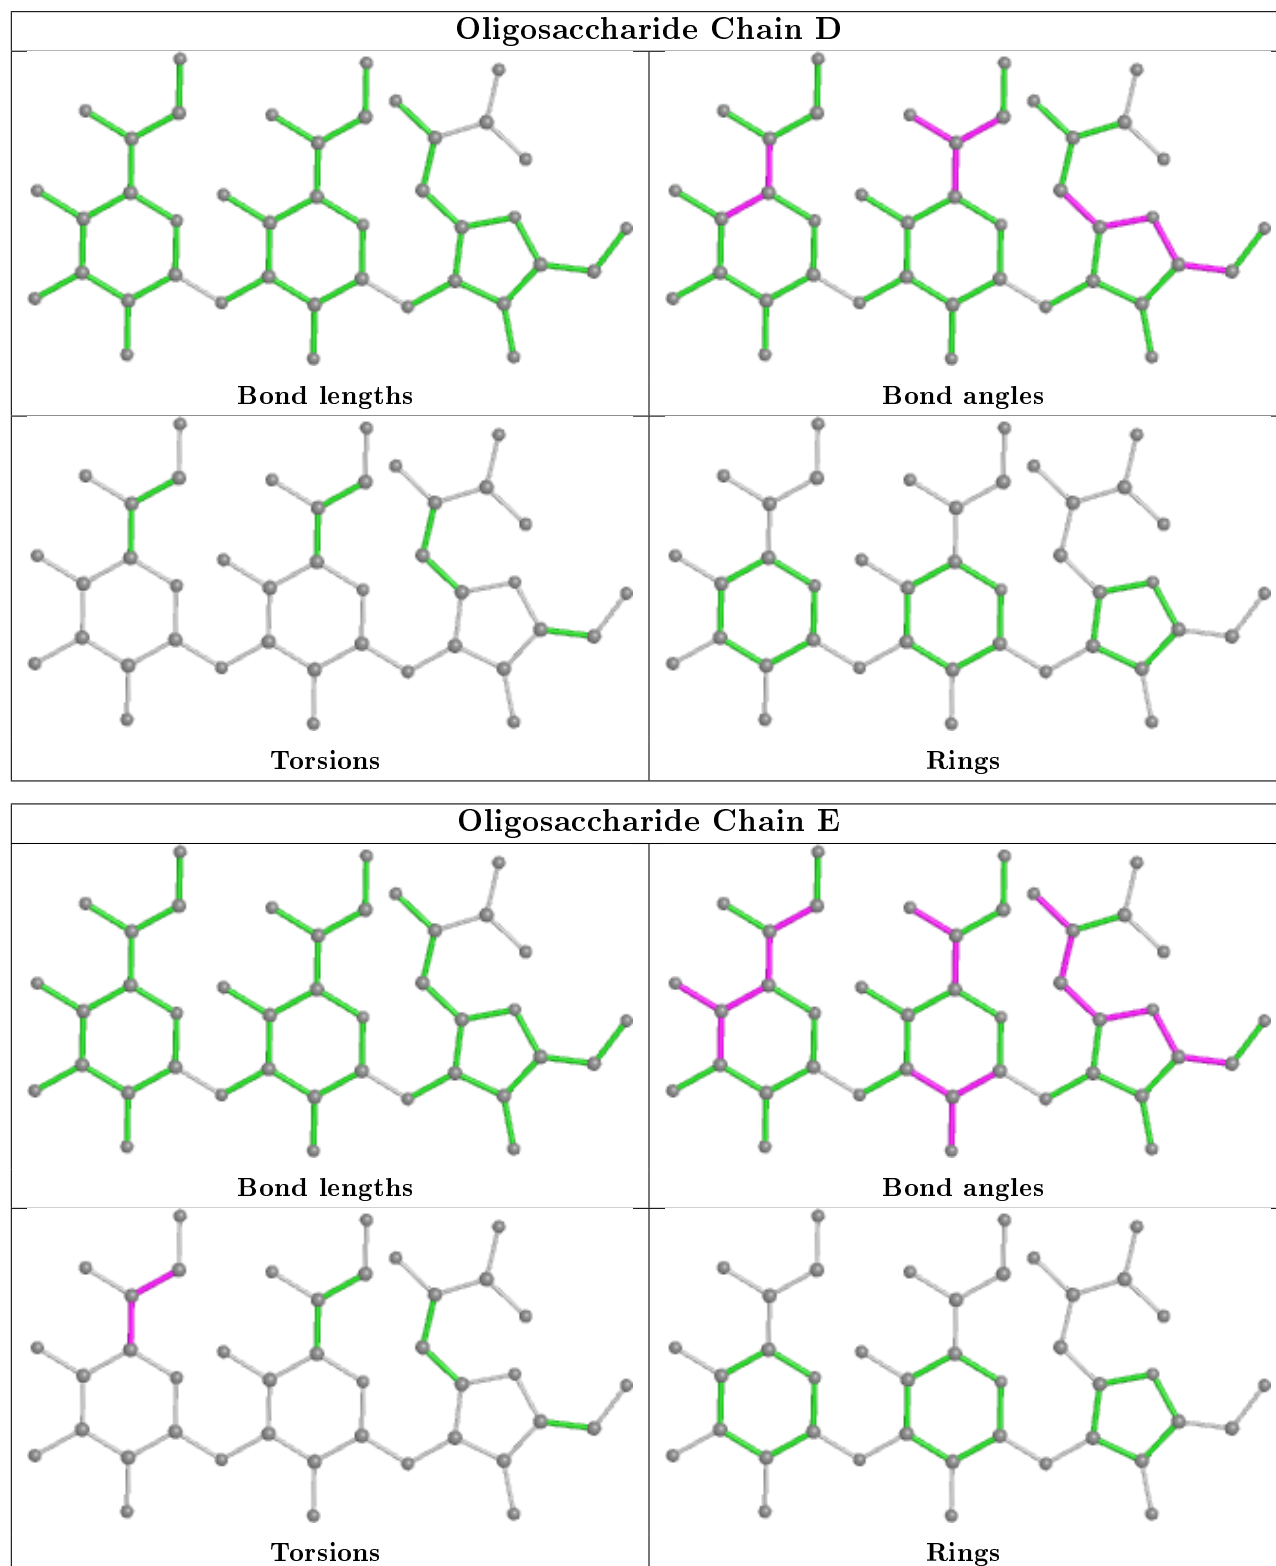 Oligosaccharide Chain D
Bond lengths
Bond angles
Torsions
Rings
Oligosaccharide Chain E
Bond lengths
Bond angles
Torsions
Rings